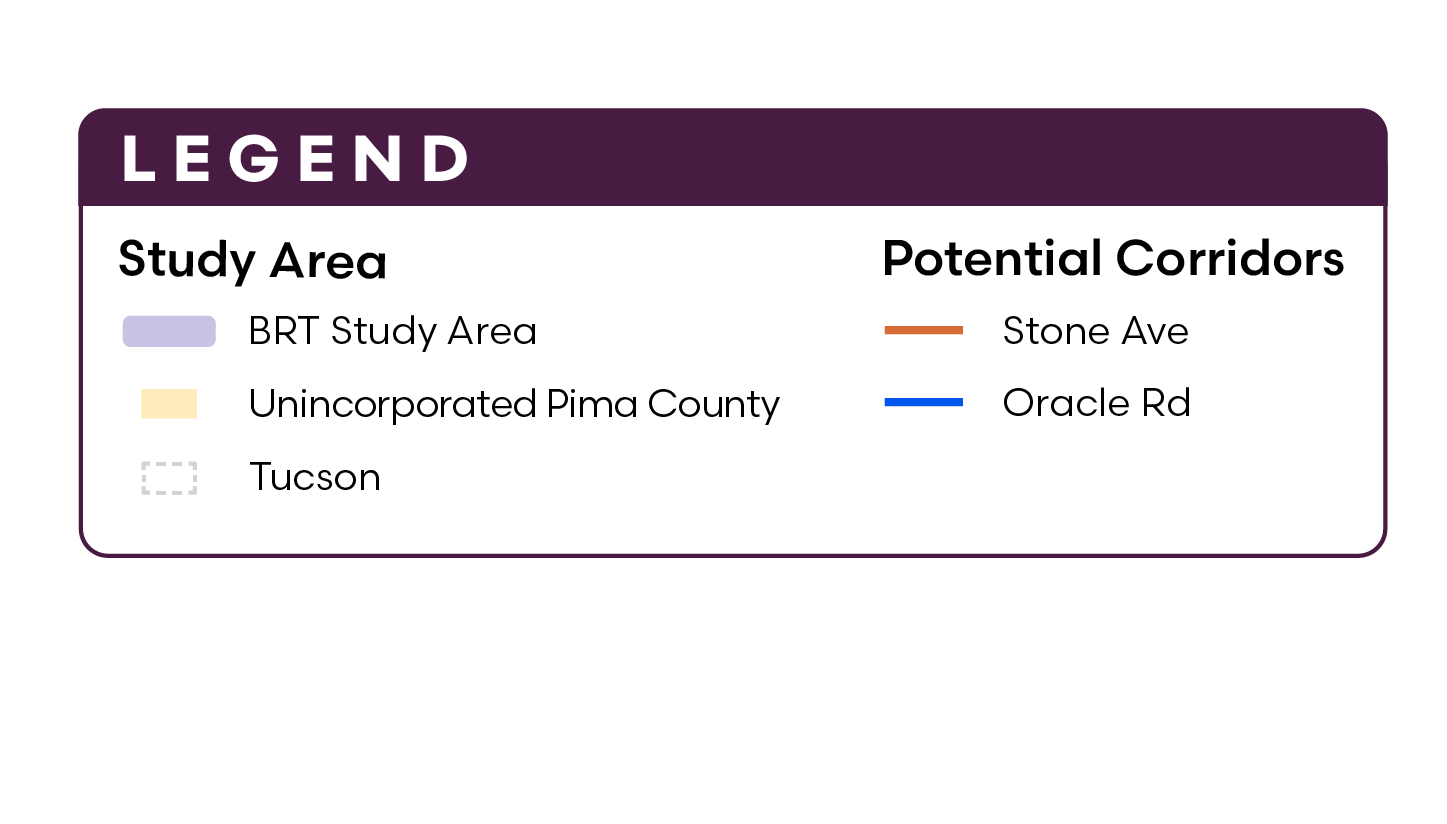 LEGEND
Study Area
BRT Study Area
Unincorporated Pima County
Tucson
Potential Corridors
Stone Ave
Oracle Rd